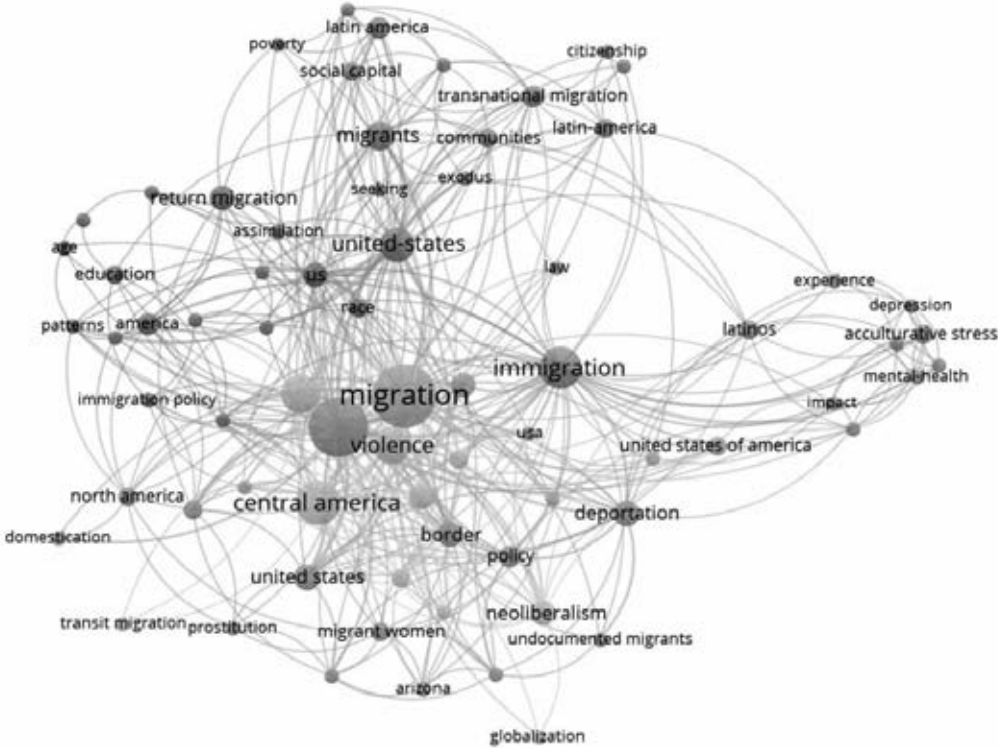 latin america
poverty
citizenship
social capital
transnational migration
latin-america
migrants
communities
exodus
seeking
return migration
assimilation
united-states
age
education
us
law
experience
race
depression
patterns
america
latinos
acculturative stress
immigration
mental-health
migration
immigration policy
impact
usa
violence
united states of america
north america
central america
deportation
domestication
border
policy
united states
neoliberalism
transit migration
prostitution
migrant women
undocumented migrants
arizona
globalization